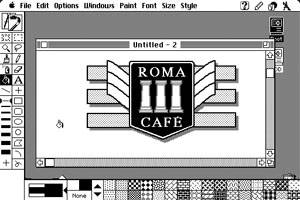 File Edit Options Windows Paint Font Size Style
Untitled - 2
ROMA
CAFÉ
None